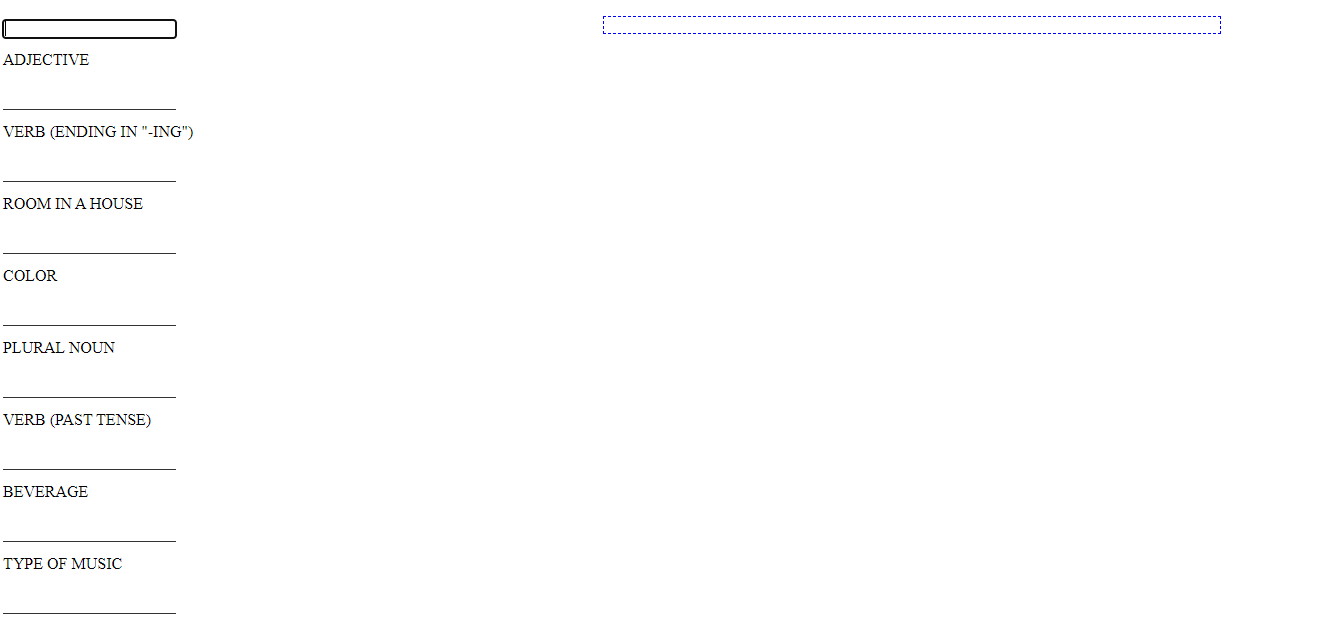 ADJECTIVE
VERB (ENDING IN "-ING")
ROOM IN A HOUSE
COLOR
PLURAL NOUN
VERB (PAST TENSE)
BEVERAGE
TYPE OF MUSIC